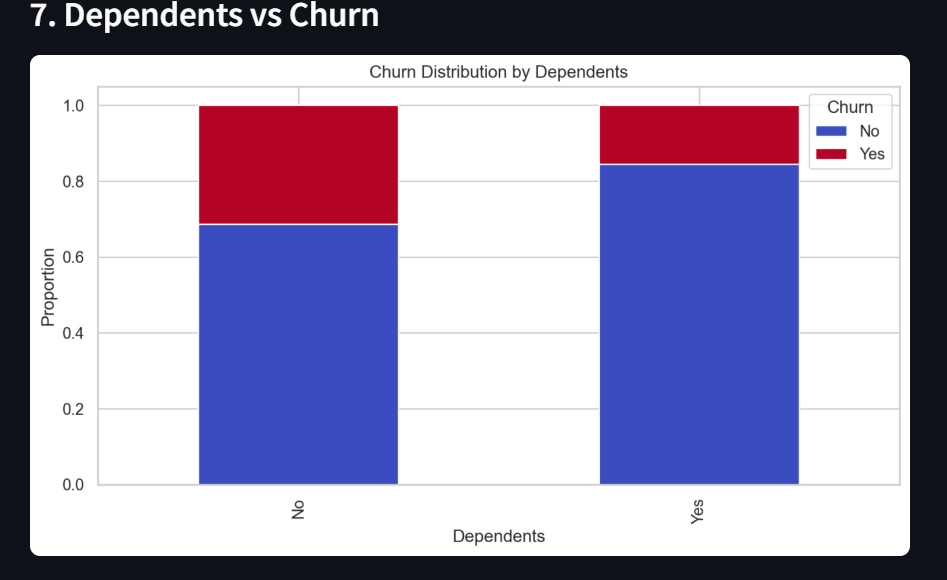 7. Dependents vs Churn
Churn Distribution by Dependents
Churn
No
Yes
Proportion
1.0
0.8
0.6
0.4
0.2
0.0
No
Yes
Dependents